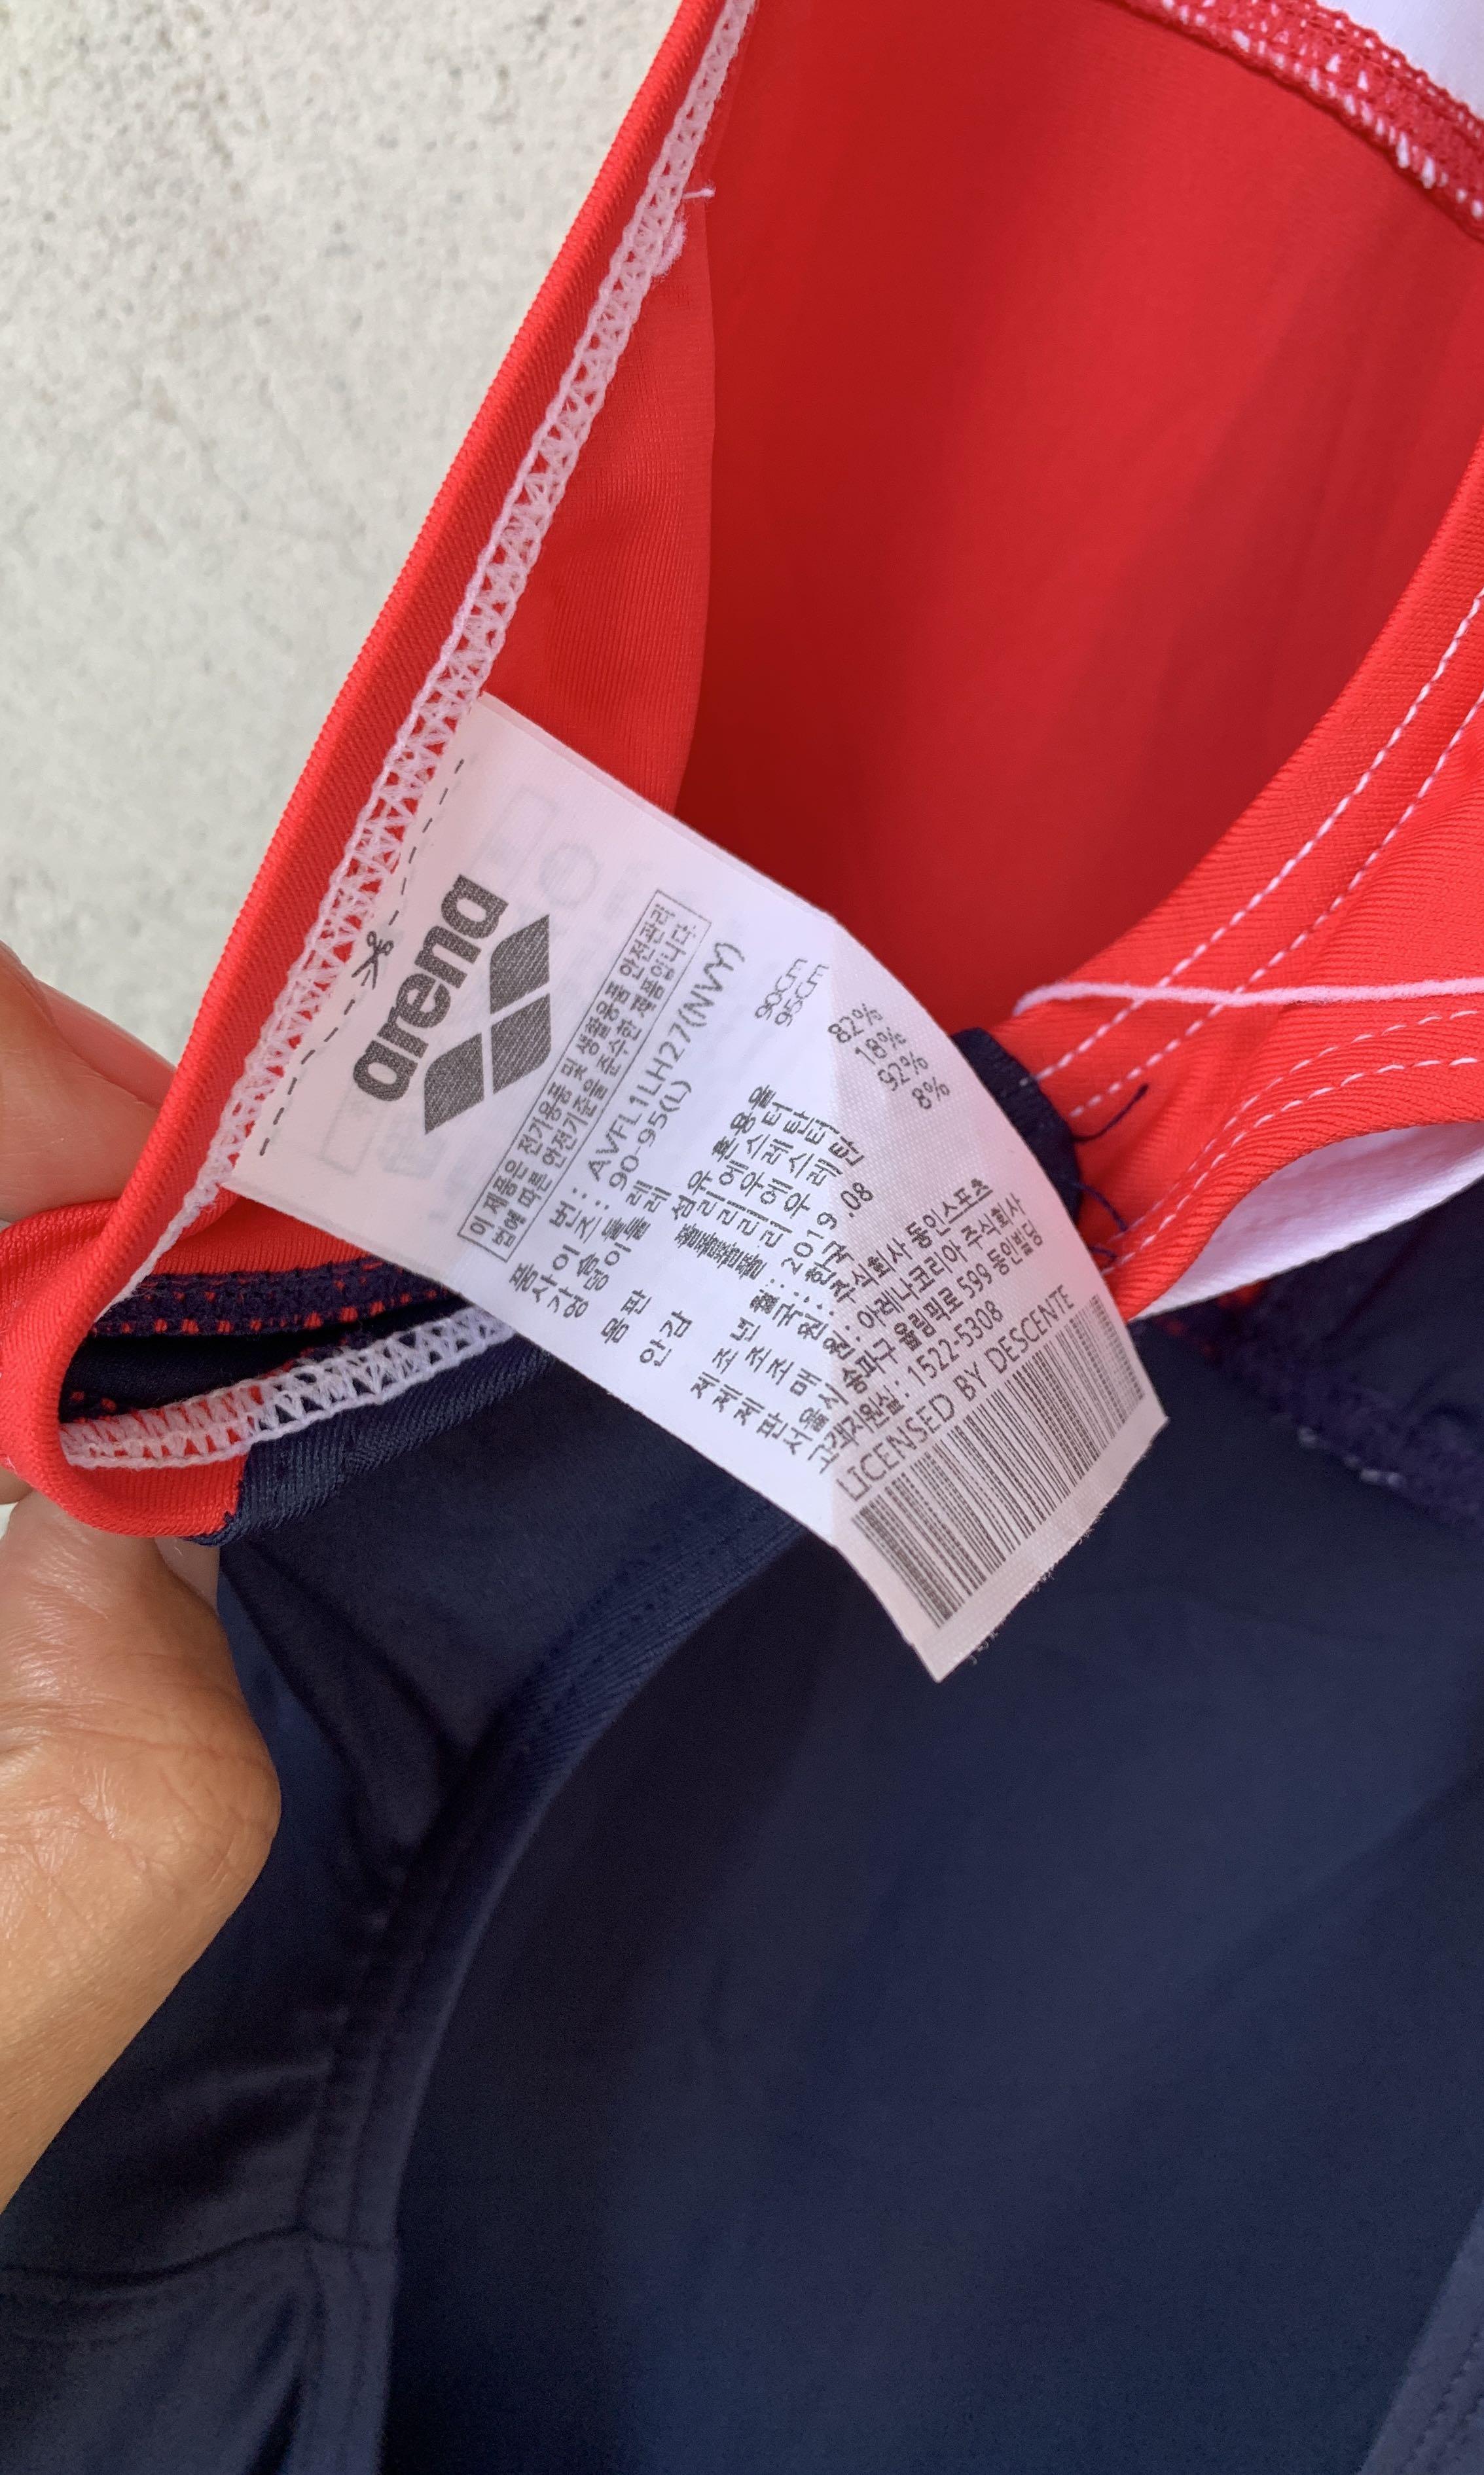 arena
이 제품은 전기용품 및 생활용품 안전관리
법에 따른 안전기준을 준수한 제품입니다.
품 번 : AVFL1LH27(NVY)
사 이 즈 : 90-95(L)
가 슴 둘 레 90Cm
엉 덩 이 둘 레 95Cm
섬 유 혼 용 율
폴리에스터 82%
폴리우레탄 18%
폴리에스터 92%
폴리우레탄 8%
몸판
안감
제 조 년 월 : 2019 .08
제 조 국 : 한국
제 조 원 : 주식회사 동인스포츠
판 매 원 : 아레나코리아 주식회사
서울시 송파구 올림픽로 599 동인빌딩
고객지원실 : 1522-5308
LICENSED BY DESCENTE